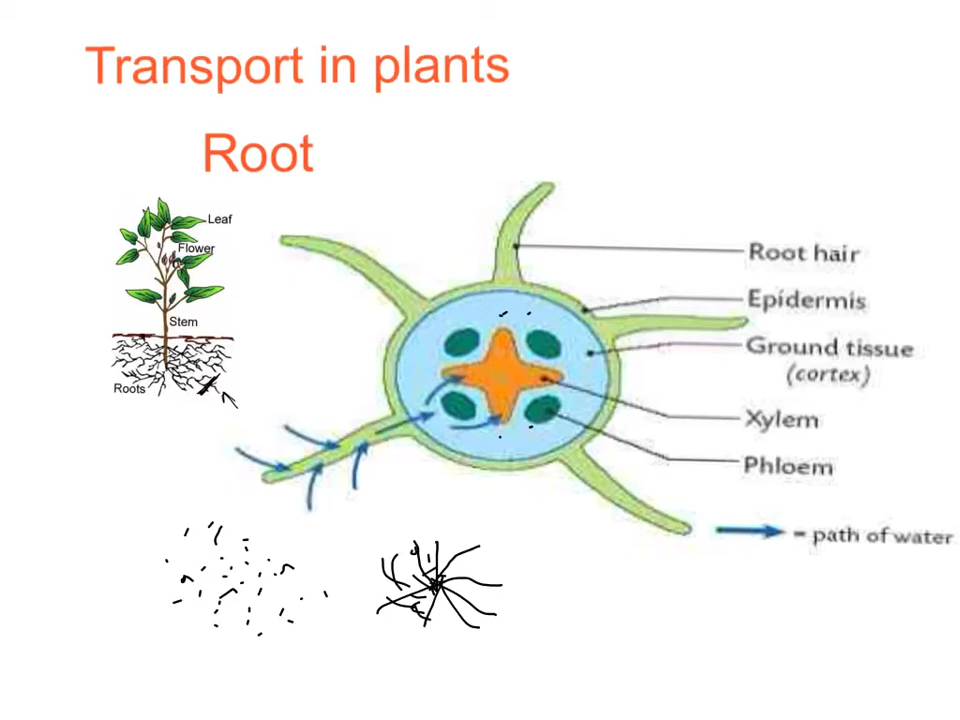 Transport in plants
Root
Leaf
Flower
Stem
Roots
Root hair
Epidermis
Ground tissue
(cortex)
Xylem
Phloem
= path of water